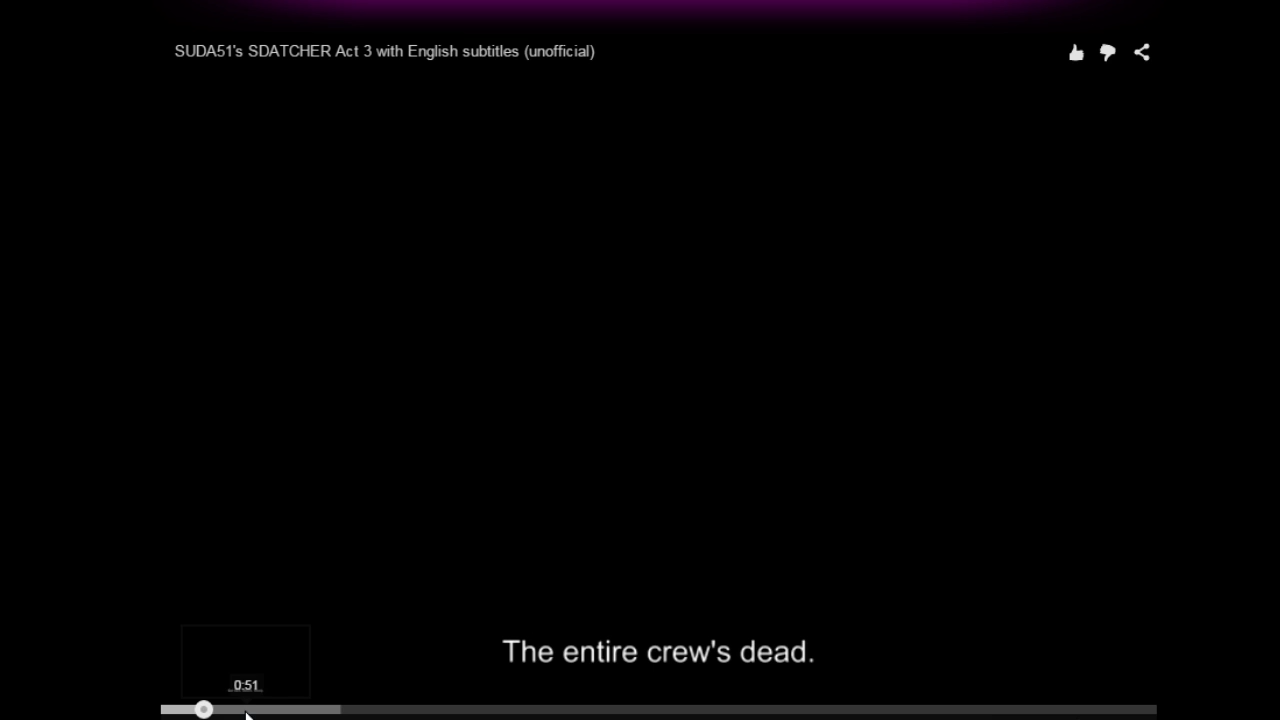 SUDA51's SDATCHER Act 3 with English subtitles (unofficial)
The entire crew's dead.
0:51